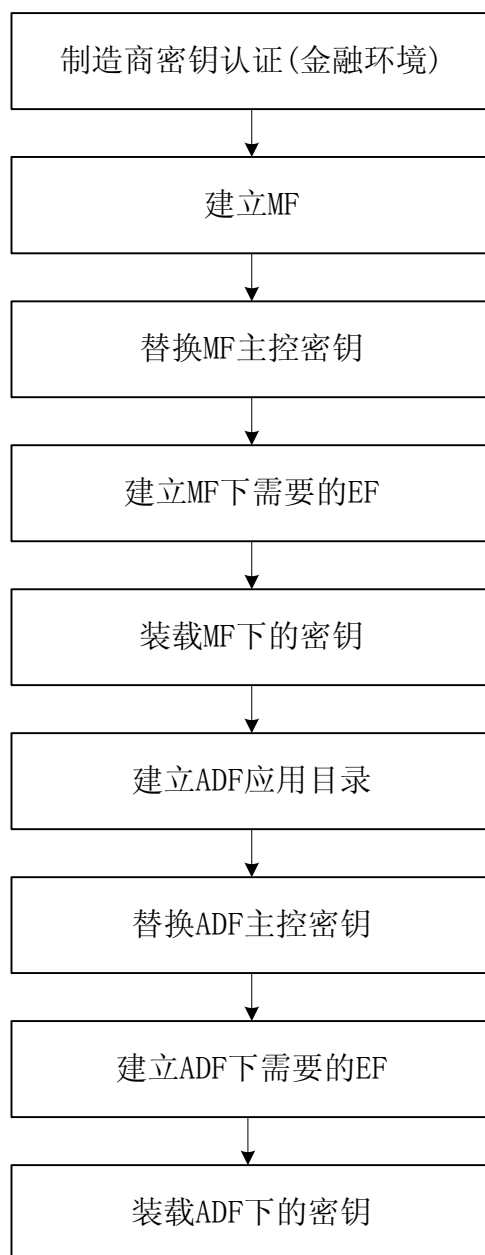 制造商密钥认证(金融环境)
建立MF
替换MF主控密钥
建立MF下需要的EF
装载MF下的密钥
建立ADF应用目录
替换ADF主控密钥
建立ADF下需要的EF
装载ADF下的密钥